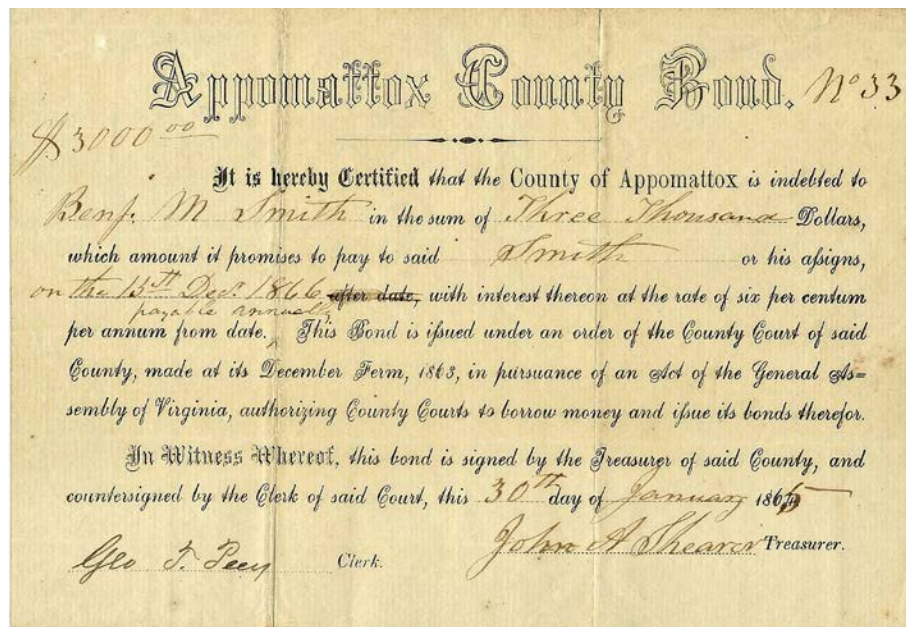 Appomattox County Bond. No 33
$3000 00
It is hereby Certified that the County of Appomattox is indebted to
Benj. M Smith in the sum of Three Thousand Dollars,
which amount it promises to pay to said Smith or his aſsigns,
on the 15th Decr. 1866 after date, with interest thereon at the rate of six per centum
payable annually
per annum from date. This Bond is iſsued under an order of the County Court of said
County, made at its December Term, 1863, in pursuance of an Act of the General As=
sembly of Virginia, authorizing County Courts to borrow money and iſsue its bonds therefor.
In Witness Whereof, this bond is signed by the Treasurer of said County, and
countersigned by the Clerk of said Court, this 30th day of January 1865
Geo T. Peers Clerk. John A Shearer Treasurer.